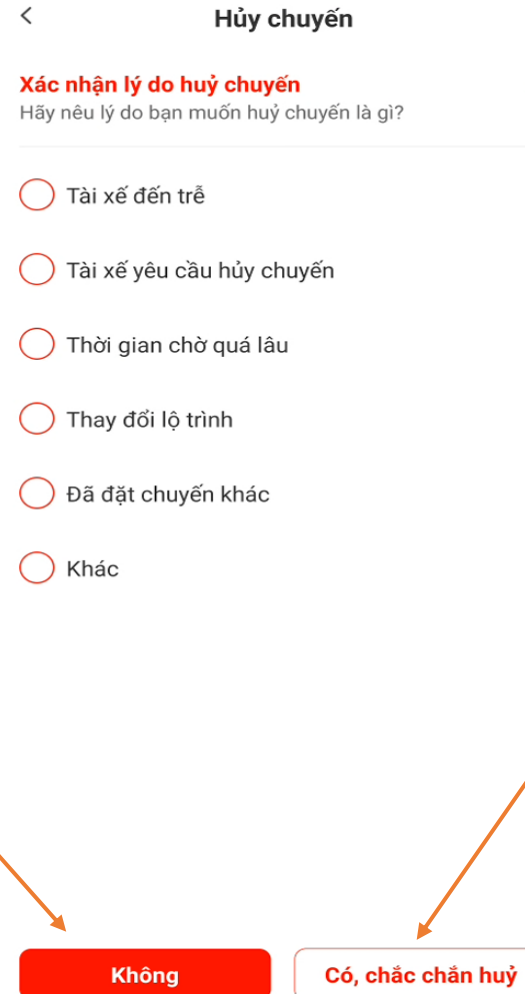 Hủy chuyến
Xác nhận lý do huỷ chuyến
Hãy nêu lý do bạn muốn huỷ chuyến là gì?
Tài xế đến trễ
Tài xế yêu cầu hủy chuyến
Thời gian chờ quá lâu
Thay đổi lộ trình
Đã đặt chuyến khác
Khác
Không
Có, chắc chắn huỷ